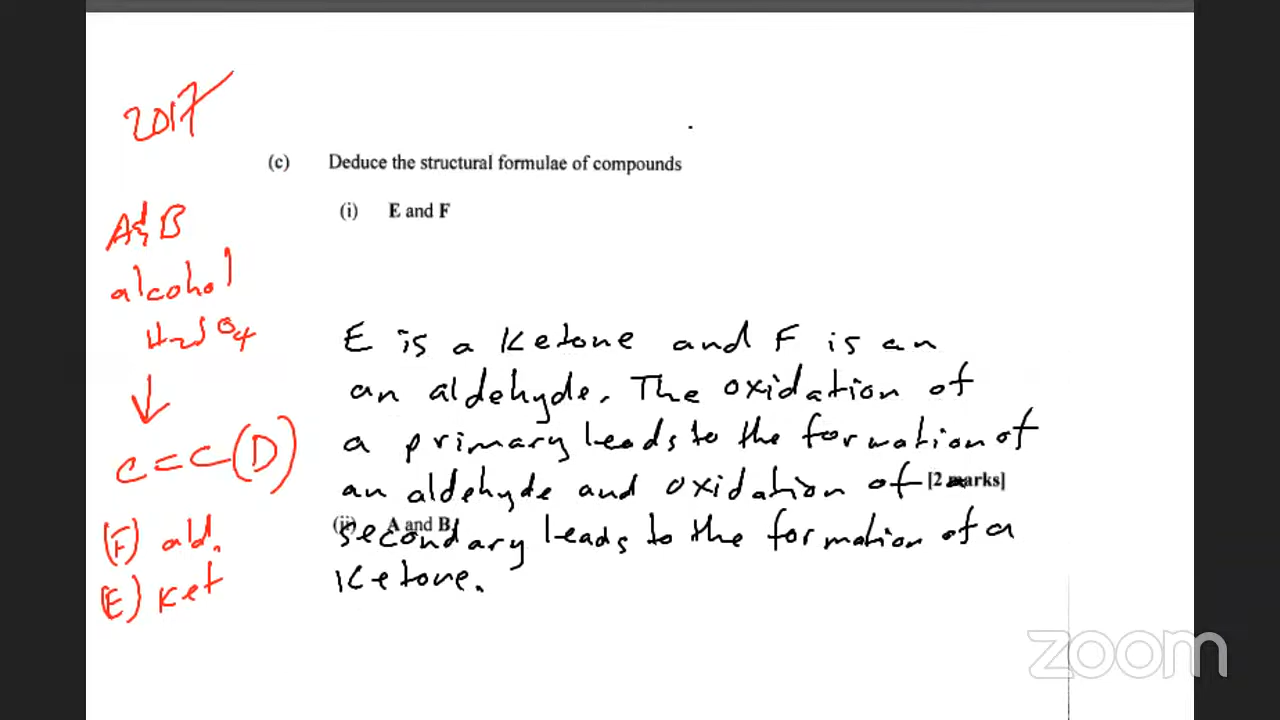 2017
(c) Deduce the structural formulae of compounds
(i) E and F
A & B
alcohol
H2SO4
↓
C=C (D)
(F) ald.
(E) ket
E is a ketone and F is an
an aldehyde. The oxidation of
a primary leads to the formation of
an aldehyde and oxidation of
[2 marks]
(ii) A and B
secondary leads to the formation of a
ketone.
zoom